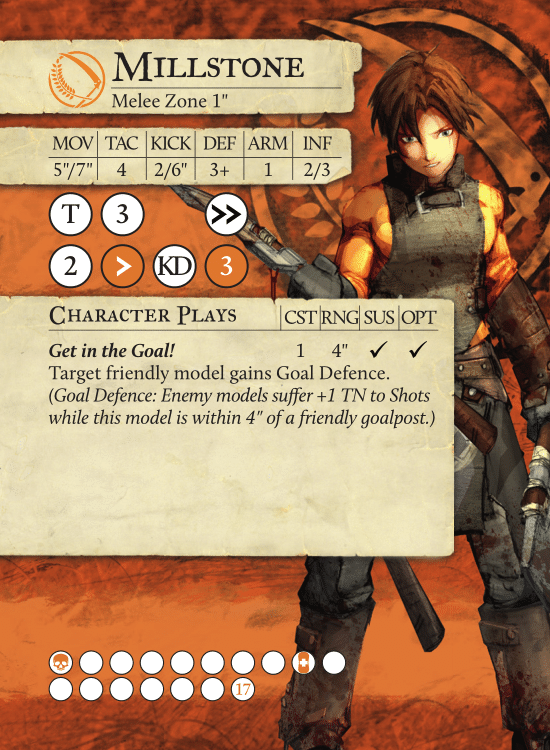 Millstone
Melee Zone 1"
MOV TAC KICK DEF ARM INF
5"/7" 4 2/6" 3+ 1 2/3
T 3 >>
2 > KD 3
Character Plays CST RNG SUS OPT
Get in the Goal! 1 4" ✓ ✓
Target friendly model gains Goal Defence.
(Goal Defence: Enemy models suffer +1 TN to Shots
while this model is within 4" of a friendly goalpost.)
17